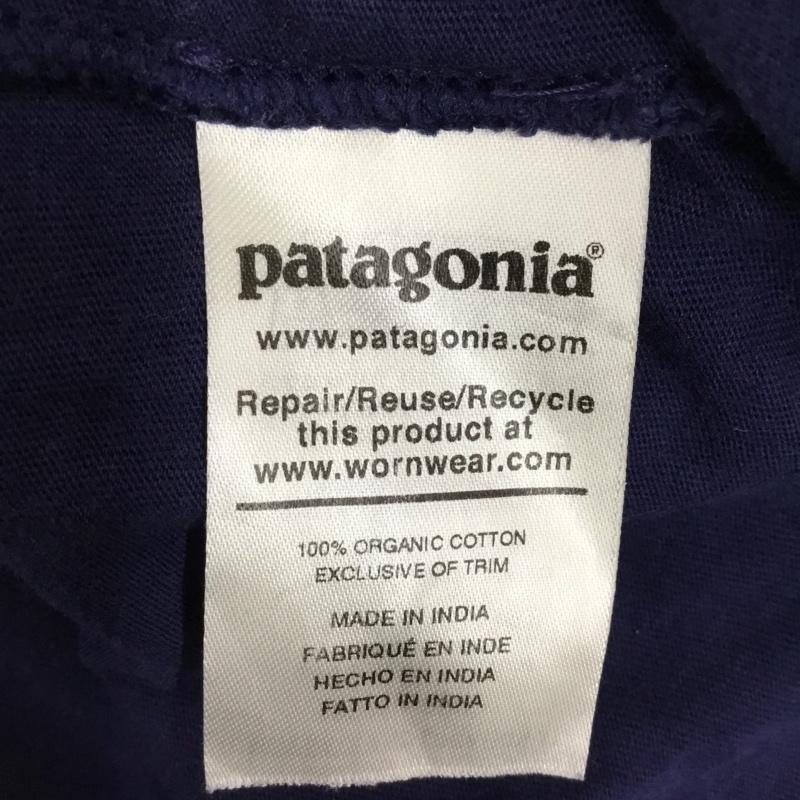 patagonia®
www.patagonia.com
Repair/Reuse/Recycle
this product at
www.wornwear.com
100% ORGANIC COTTON
EXCLUSIVE OF TRIM
MADE IN INDIA
FABRIQUÉ EN INDE
HECHO EN INDIA
FATTO IN INDIA